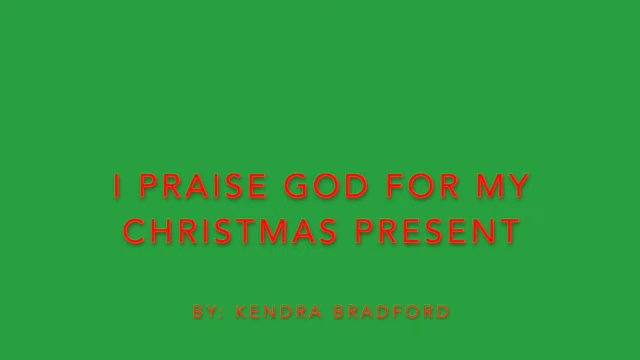 I PRAISE GOD FOR MY
CHRISTMAS PRESENT
BY: KENDRA BRADFORD